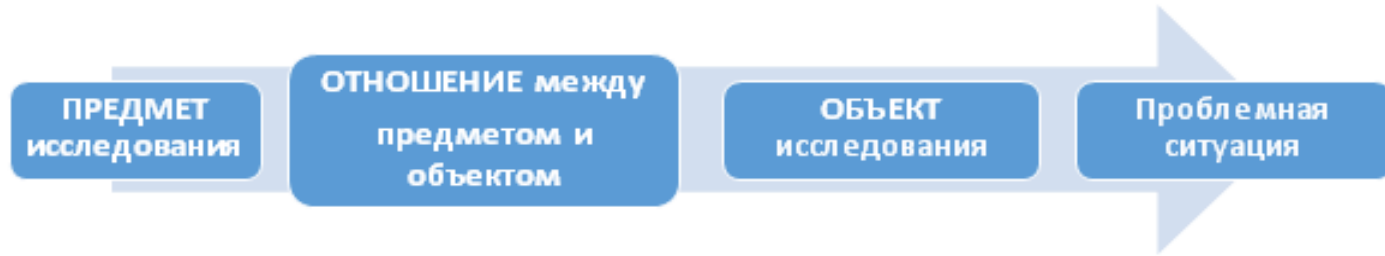 ПРЕДМЕТ
исследования
ОТНОШЕНИЕ между
предметом и
объектом
ОБЪЕКТ
исследования
Проблемная
ситуация